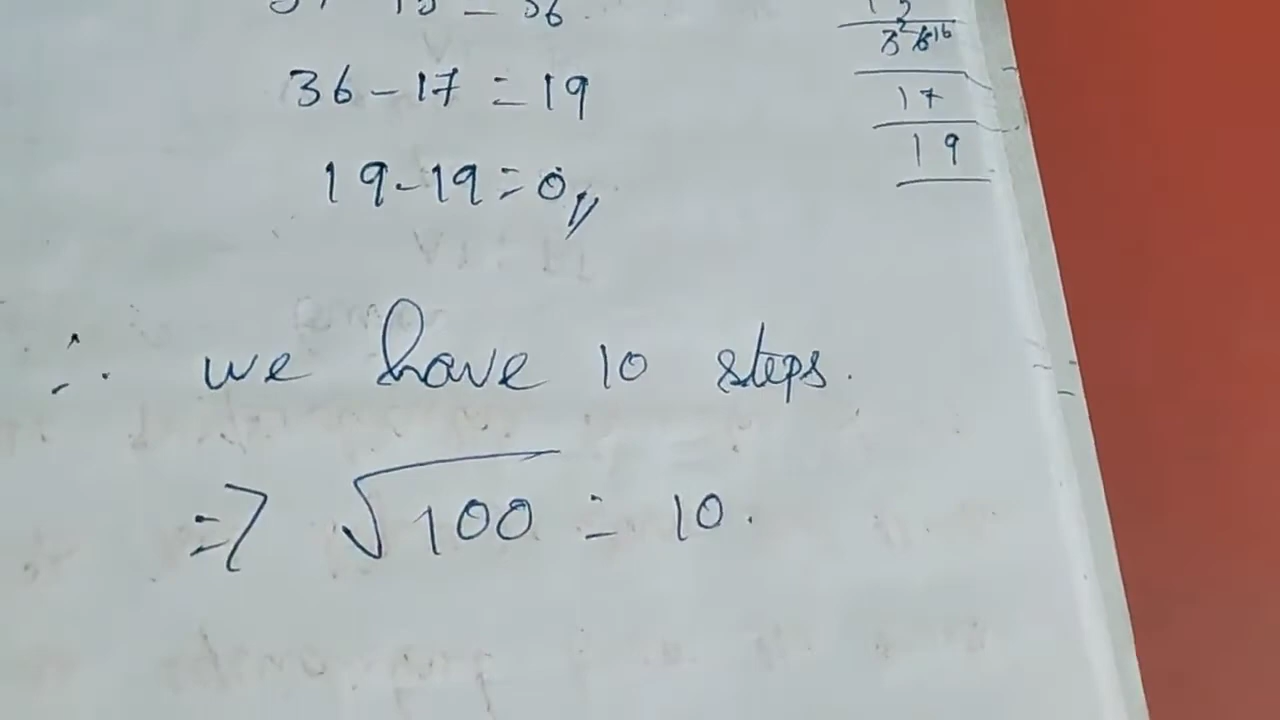 36 - 17 = 19
19 - 19 = 0
∴ we have 10 steps.
=> √100 = 10.
17
19